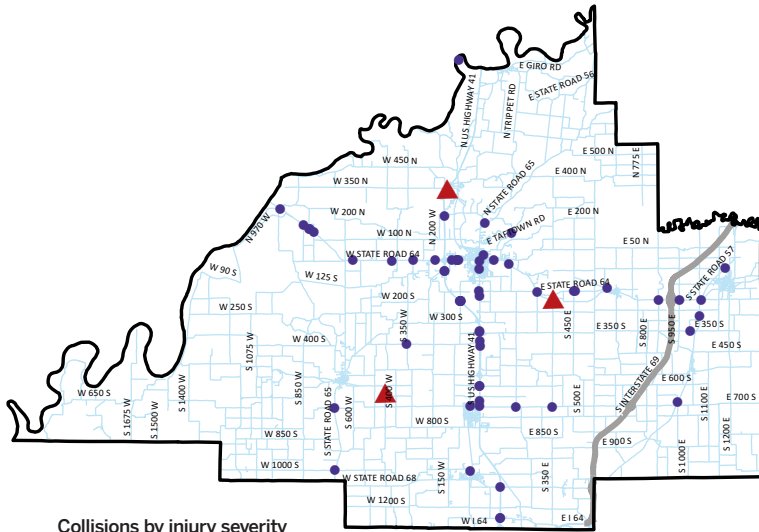 E GIRO RD
E STATE ROAD 56
N US HIGHWAY 41
N TRIPPET RD
W 450 N
E 500 N
N 775 E
E 400 N
W 350 N
N STATE ROAD 65
W 200 N
N 970 W
N 200 W
E 200 N
E TAFTOWN RD
W 100 N
E 50 N
W STATE ROAD 64
S STATE ROAD 57
W 90 S
W 125 S
E STATE ROAD 64
W 200 S
W 250 S
W 300 S
S 350 W
S 450 E
E 350 S
S 800 E
S 950 E
E 350 S
W 400 S
E 450 S
S 1075 W
N US HIGHWAY 41
S INTERSTATE 69
S 850 W
S 600 W
S 400 W
E 600 S
W 650 S
S 1400 W
E 700 S
S 1675 W
S 1500 W
S STATE ROAD 65
S 500 E
S 1100 E
W 800 S
W 850 S
E 850 S
E 900 S
S 1200 E
S 1000 E
W 1000 S
W STATE ROAD 68
S 150 W
S 350 E
W 1200 S
W I 64
E I 64
Collisions by injury severity